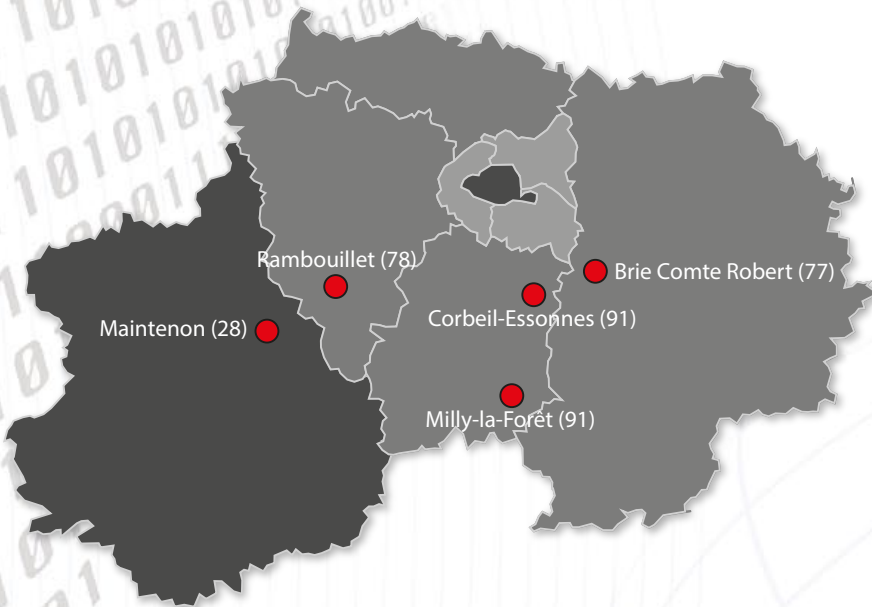 Rambouillet (78)
Brie Comte Robert (77)
Maintenon (28)
Corbeil-Essonnes (91)
Milly-la-Forêt (91)